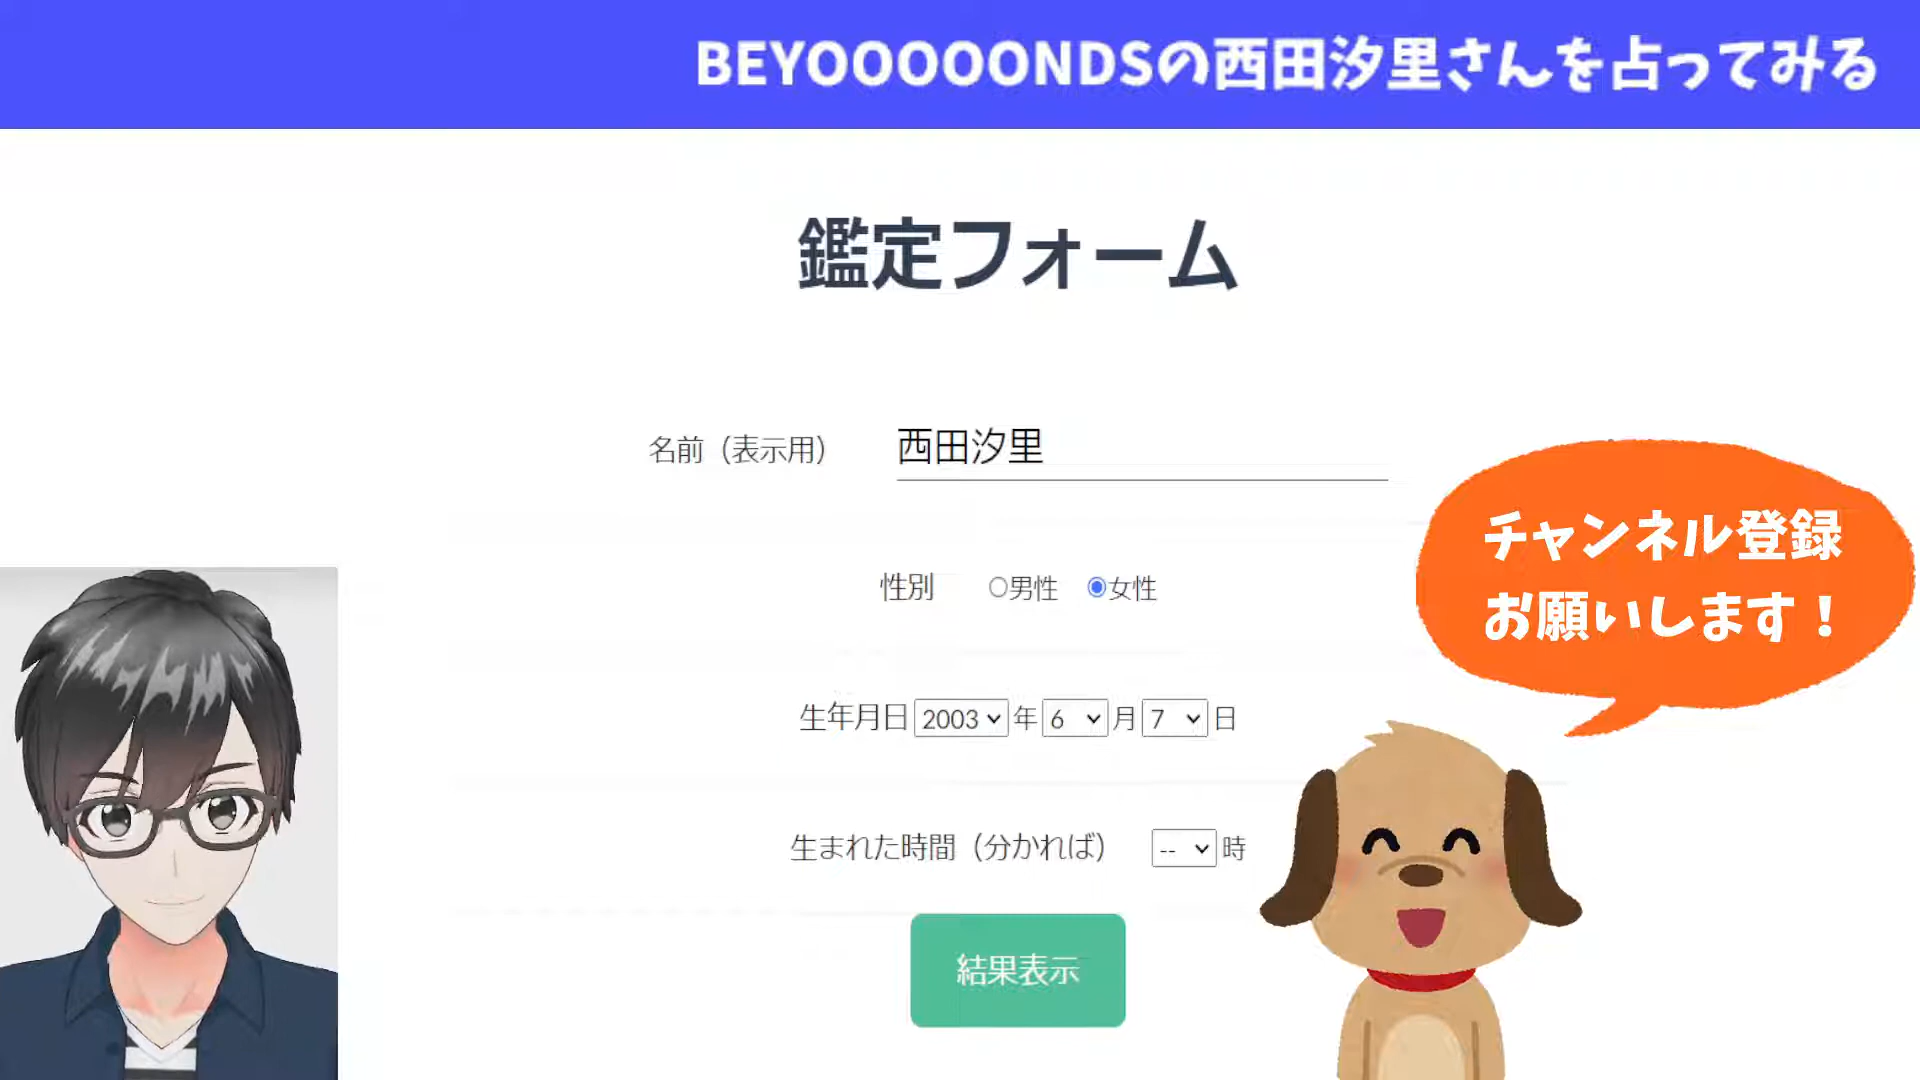 BEYOOOOONDSの西田汐里さんを占ってみる
鑑定フォーム
名前（表示用） 西田汐里
性別 男性 女性
チャンネル登録
お願いします！
生年月日 2003 年 6 月 7 日
生まれた時間（分かれば） -- 時
結果表示